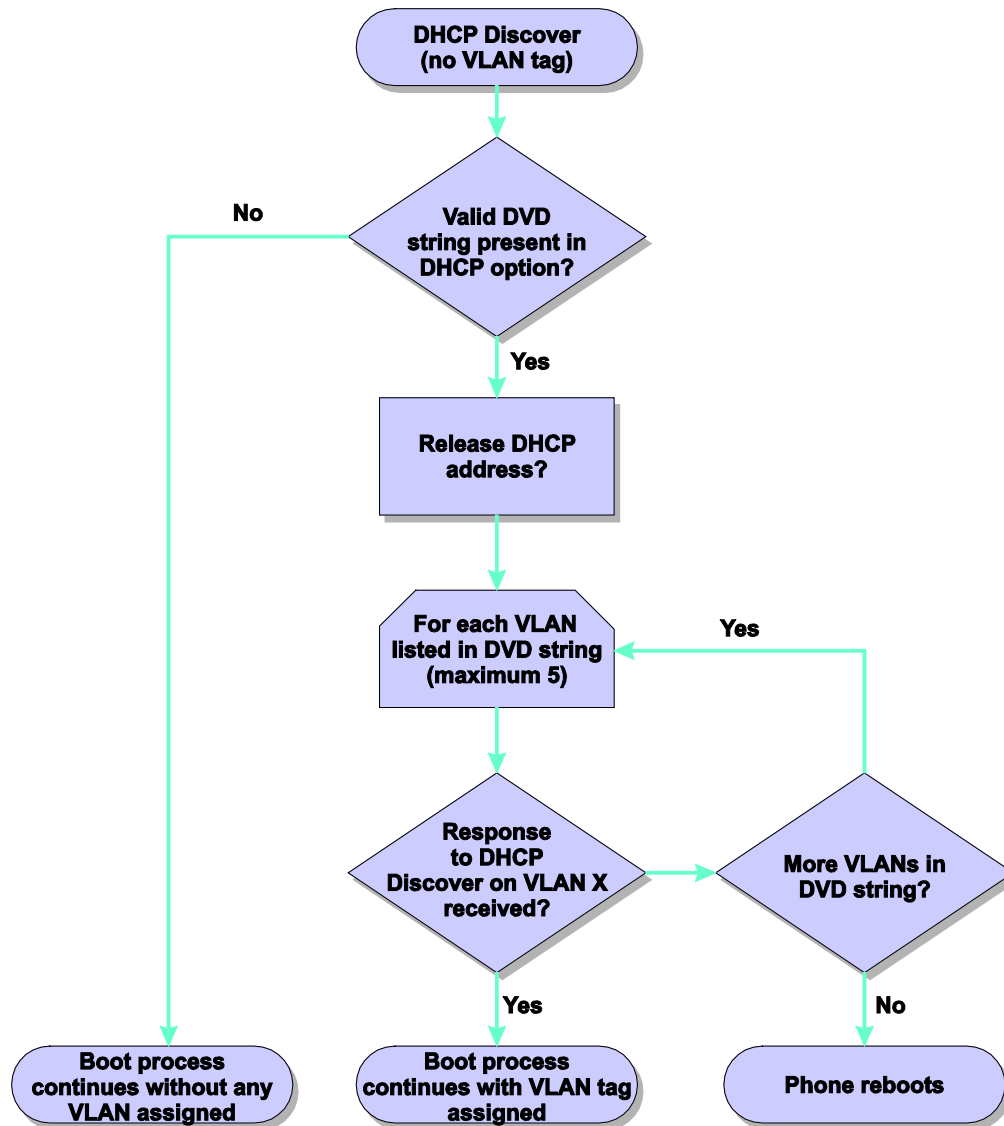 DHCP Discover
(no VLAN tag)
No
Valid DVD
string present in
DHCP option?
Yes
Release DHCP
address?
For each VLAN
listed in DVD string
(maximum 5)
Yes
Response
to DHCP
Discover on VLAN X
received?
More VLANs in
DVD string?
Yes
No
Boot process
continues without any
VLAN assigned
Boot process
continues with VLAN tag
assigned
Phone reboots